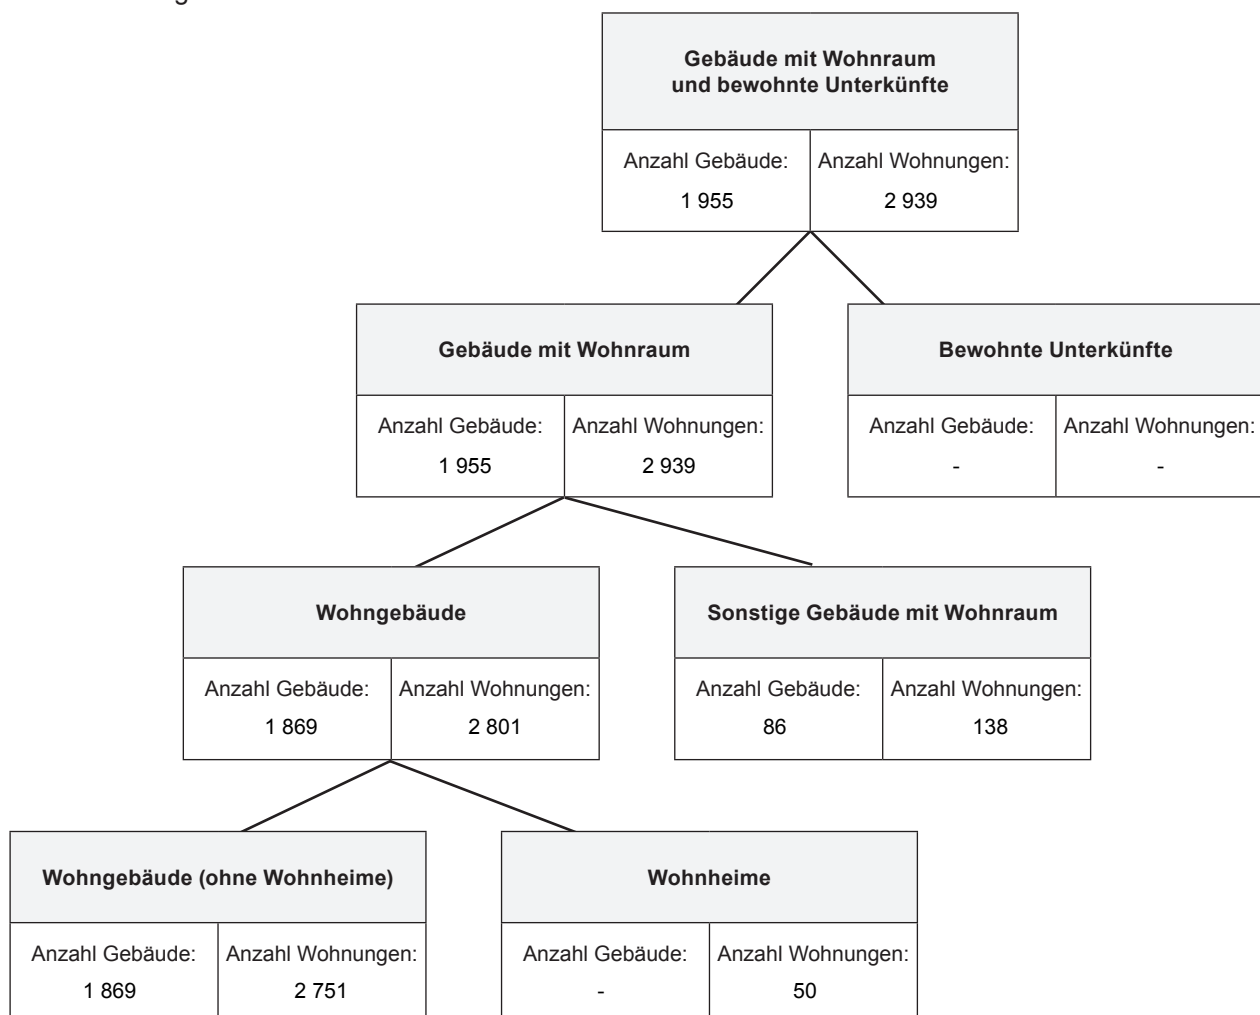 Gebäude mit Wohnraum
und bewohnte Unterkünfte
Anzahl Gebäude: Anzahl Wohnungen:
1 955 2 939
Gebäude mit Wohnraum
Anzahl Gebäude: Anzahl Wohnungen:
1 955 2 939
Bewohnte Unterkünfte
Anzahl Gebäude: Anzahl Wohnungen:
- -
Wohngebäude
Anzahl Gebäude: Anzahl Wohnungen:
1 869 2 801
Sonstige Gebäude mit Wohnraum
Anzahl Gebäude: Anzahl Wohnungen:
86 138
Wohngebäude (ohne Wohnheime)
Anzahl Gebäude: Anzahl Wohnungen:
1 869 2 751
Wohnheime
Anzahl Gebäude: Anzahl Wohnungen:
- 50